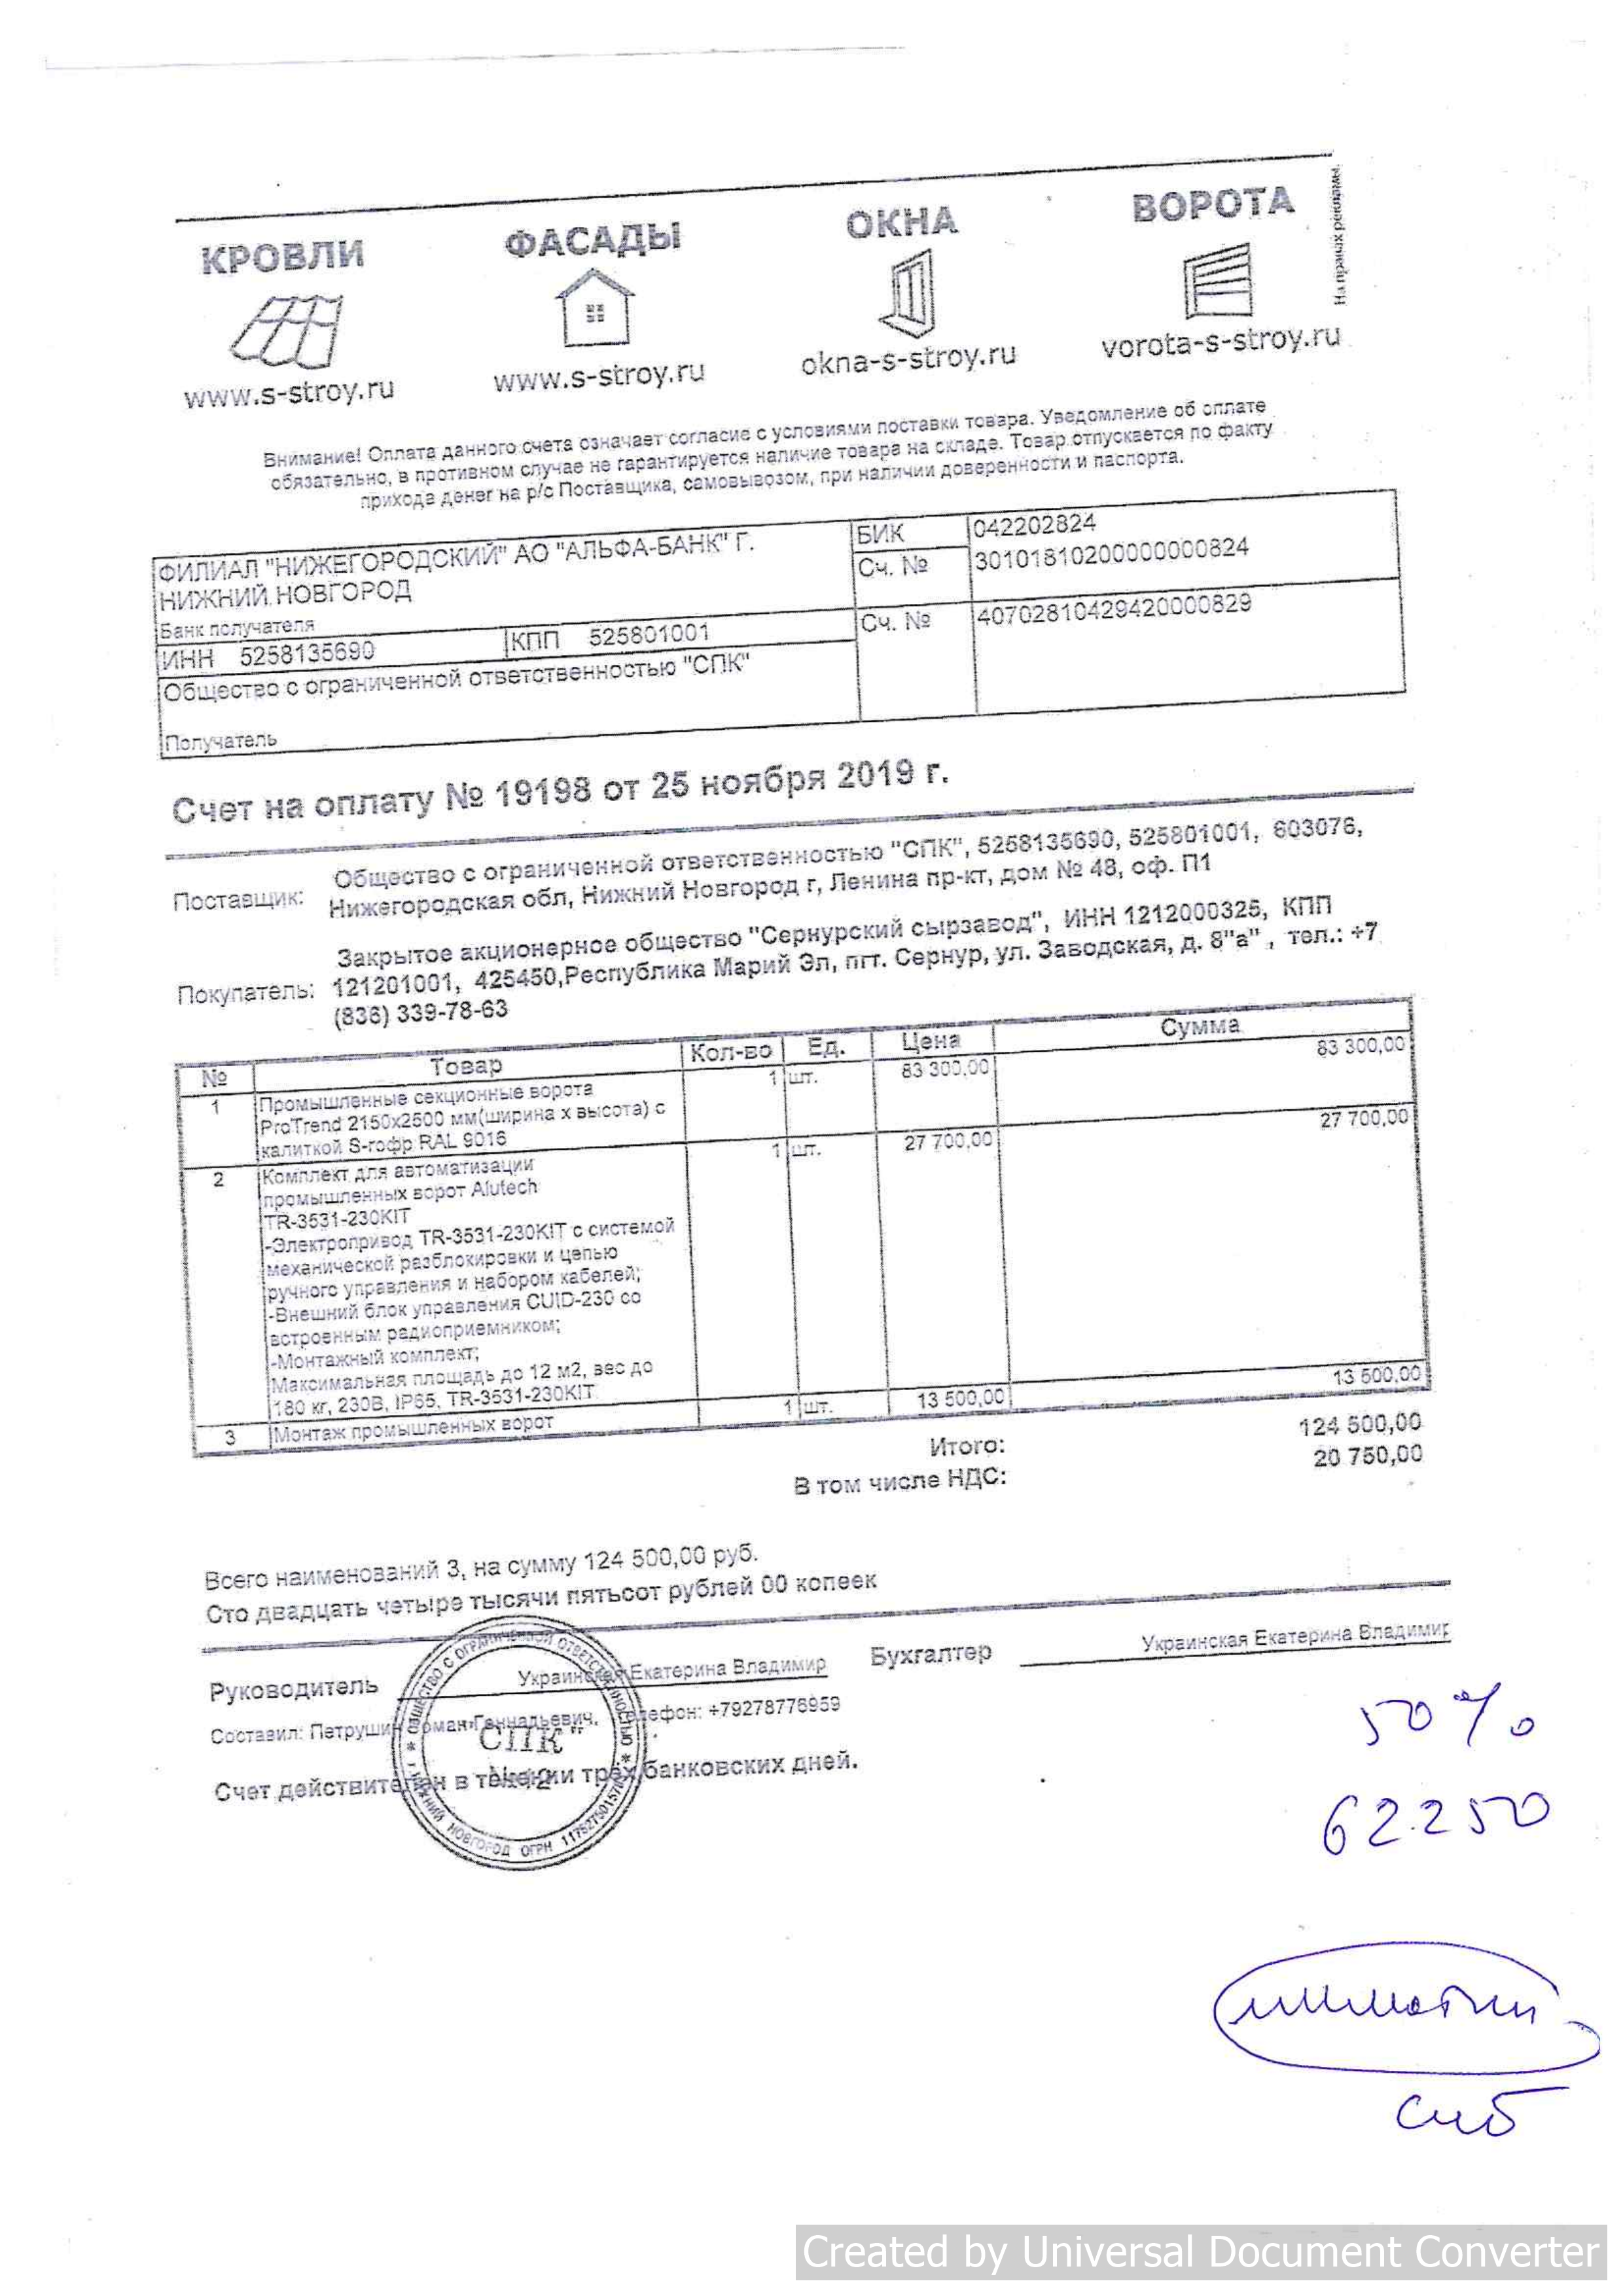 КРОВЛИ
ФАСАДЫ
ОКНА
ВОРОТА
На правах рекламы.
www.s-stroy.ru
www.s-stroy.ru
okna-s-stroy.ru
vorota-s-stroy.ru
Внимание! Оплата данного счета означает согласие с условиями поставки товара. Уведомление об оплате
обязательно, в противном случае не гарантируется наличие товара на складе. Товар отпускается по факту
прихода денег на р/с Поставщика, самовывозом, при наличии доверенности и паспорта.
ФИЛИАЛ "НИЖЕГОРОДСКИЙ" АО "АЛЬФА-БАНК" Г.
НИЖНИЙ НОВГОРОД
Банк получателя
БИК 042202824
Сч. № 30101810200000000824
ИНН 5258135690 КПП 525801001
Сч. № 40702810429420000829
Общество с ограниченной ответственностью "СПК"
Получатель
Счет на оплату № 19198 от 25 ноября 2019 г.
Поставщик: Общество с ограниченной ответственностью "СПК", 5258135690, 525801001, 603076,
Нижегородская обл, Нижний Новгород г, Ленина пр-кт, дом № 48, оф. П1
Покупатель: Закрытое акционерное общество "Сернурский сырзавод", ИНН 1212000325, КПП
121201001, 425450,Республика Марий Эл, пгт. Сернур, ул. Заводская, д. 8"а" , тел.: +7
(836) 339-78-63
№ Товар Кол-во Ед. Цена Сумма
1 Промышленные секционные ворота 1 шт. 83 300,00 83 300,00
ProTrend 2150х2500 мм(ширина х высота) с
калиткой S-гофр RAL 9016
2 Комплект для автоматизации 1 шт. 27 700,00 27 700,00
промышленных ворот Alutech
TR-3531-230KIT
-Электропривод TR-3531-230KIT с системой
механической разблокировки и цепью
ручного управления и набором кабелей;
-Внешний блок управления CUID-230 со
встроенным радиоприемником;
-Монтажный комплект;
Максимальная площадь до 12 м2, вес до
180 кг, 230В, IP65, TR-3531-230KIT
3 Монтаж промышленных ворот 1 шт. 13 500,00 13 500,00
Итого: 124 500,00
В том числе НДС: 20 750,00
Всего наименований 3, на сумму 124 500,00 руб.
Сто двадцать четыре тысячи пятьсот рублей 00 копеек
Руководитель Украинская Екатерина Владимир
Бухгалтер Украинская Екатерина Владимир
Составил: Петрушин Роман Геннадьевич, Телефон: +79278776959
Счет действителен в течении трех банковских дней.
ОБЩЕСТВО С ОГРАНИЧЕННОЙ ОТВЕТСТВЕННОСТЬЮ
"СПК"
НИЖНИЙ НОВГОРОД ОГРН
50%
62250
Created by Universal Document Converter